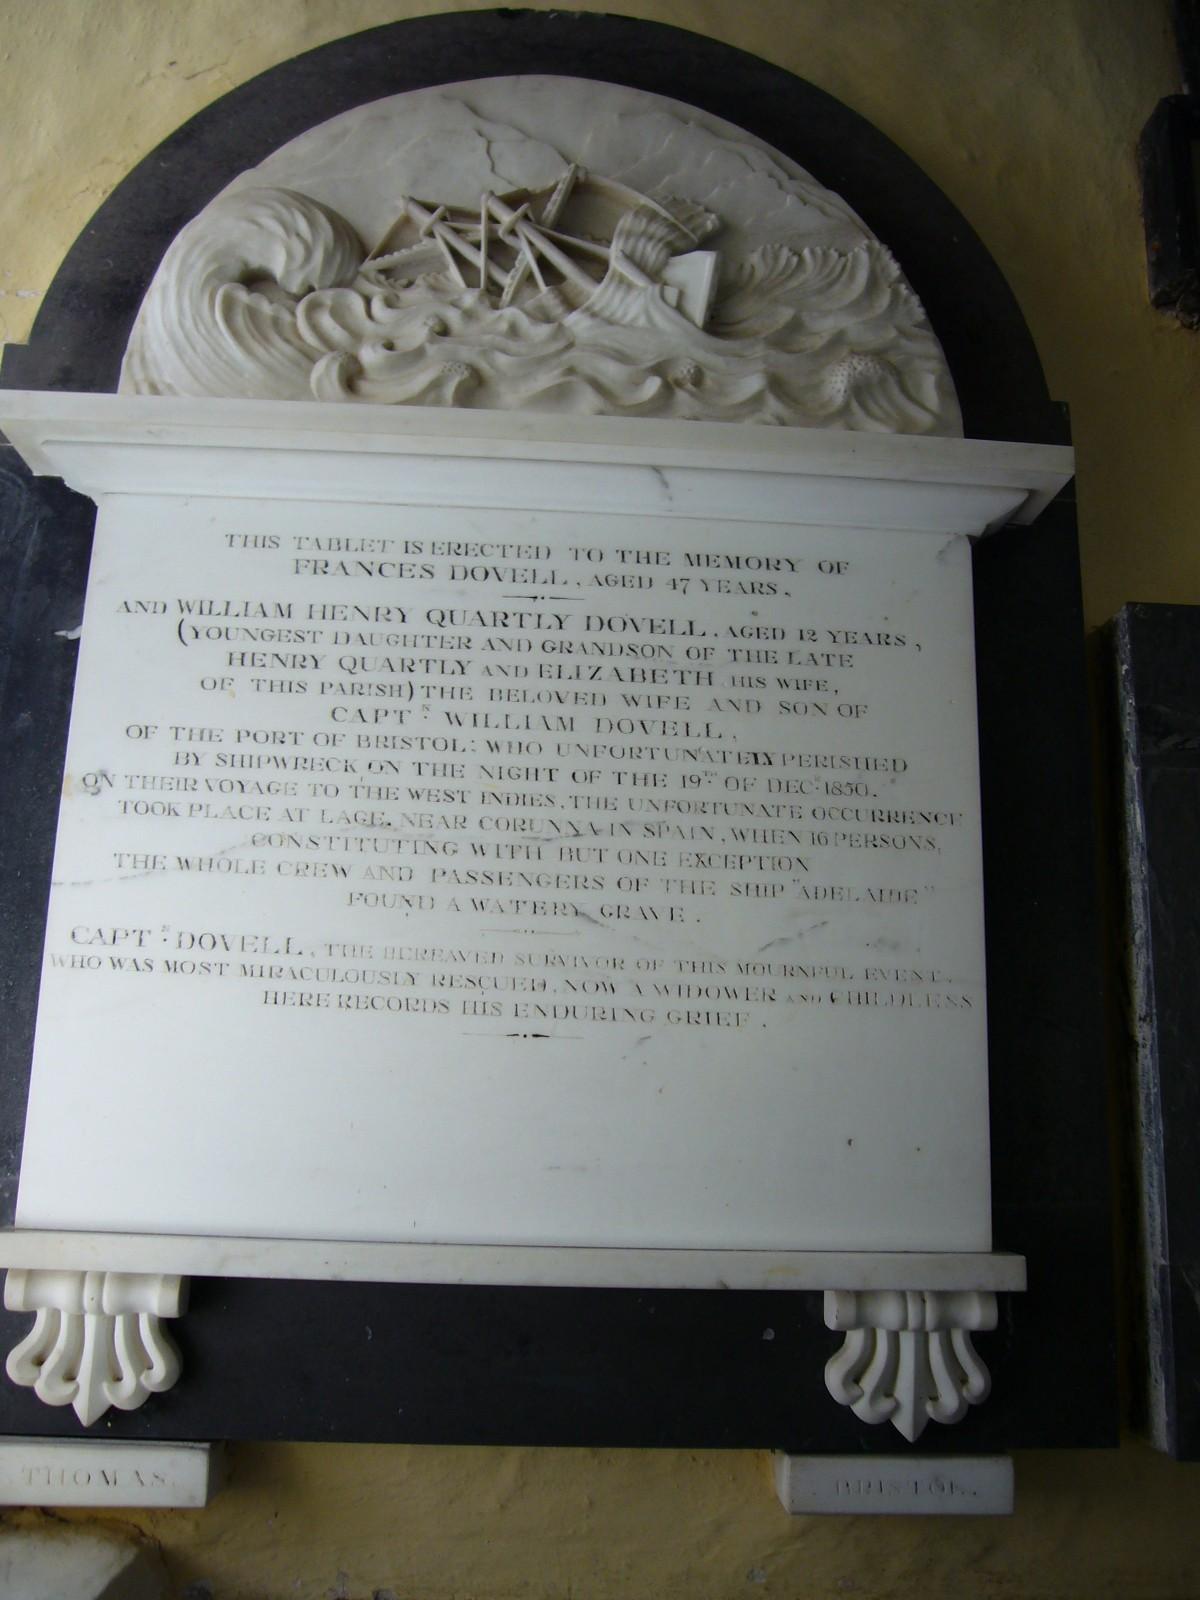 THIS TABLET IS ERECTED TO THE MEMORY OF
FRANCES DOVELL, AGED 47 YEARS.
AND WILLIAM HENRY QUARTLY DOVELL, AGED 12 YEARS,
(YOUNGEST DAUGHTER AND GRANDSON OF THE LATE
HENRY QUARTLY AND ELIZABETH HIS WIFE,
OF THIS PARISH) THE BELOVED WIFE AND SON OF
CAPT.N WILLIAM DOVELL,
OF THE PORT OF BRISTOL: WHO UNFORTUNATELY PERISHED
BY SHIPWRECK ON THE NIGHT OF THE 19TH OF DECR 1850.
ON THEIR VOYAGE TO THE WEST INDIES, THE UNFORTUNATE OCCURRENCE
TOOK PLACE AT LAGE, NEAR CORUNNA IN SPAIN, WHEN 16 PERSONS,
CONSTITUTING WITH BUT ONE EXCEPTION
THE WHOLE CREW AND PASSENGERS OF THE SHIP "ADELAIDE"
FOUND A WATERY GRAVE.
CAPT.N DOVELL, THE BEREAVED SURVIVOR OF THIS MOURNFUL EVENT,
WHO WAS MOST MIRACULOUSLY RESCUED, NOW A WIDOWER AND CHILDLESS
HERE RECORDS HIS ENDURING GRIEF.
THOMAS.
BRISTOL.